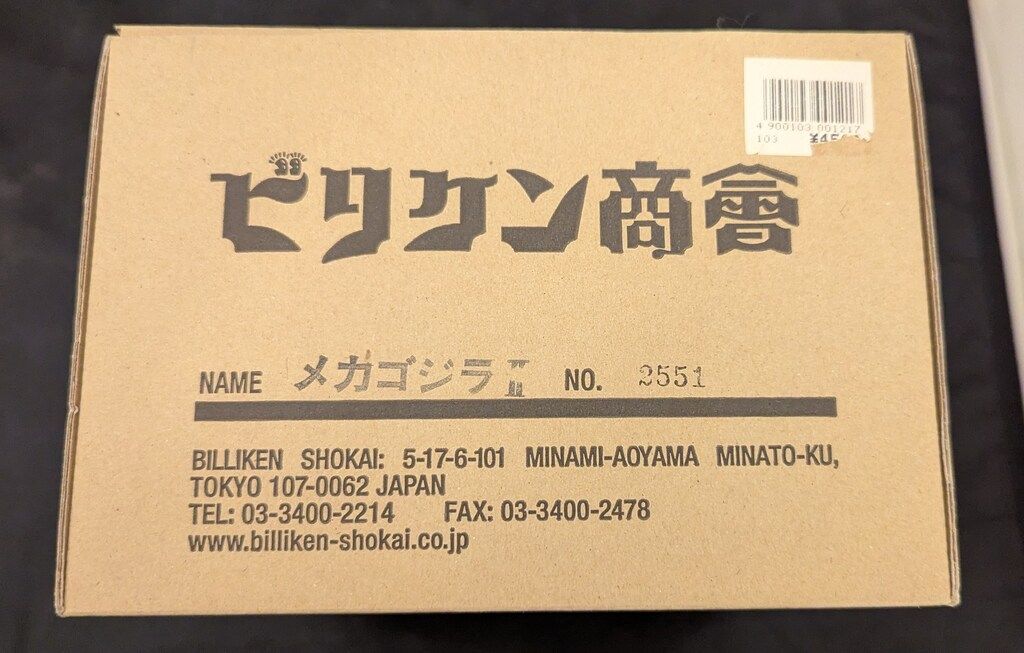 4 900103 001217
103
ビリケン商會
NAME メガゴジラⅡ NO. 2551
BILLIKEN SHOKAI: 5-17-6-101 MINAMI-AOYAMA MINATO-KU,
TOKYO 107-0062 JAPAN
TEL: 03-3400-2214 FAX: 03-3400-2478
www.billiken-shokai.co.jp